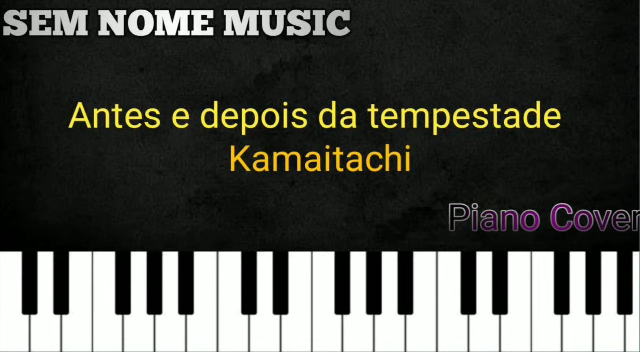 SEM NOME MUSIC
Antes e depois da tempestade
Kamaitachi
Piano Cover